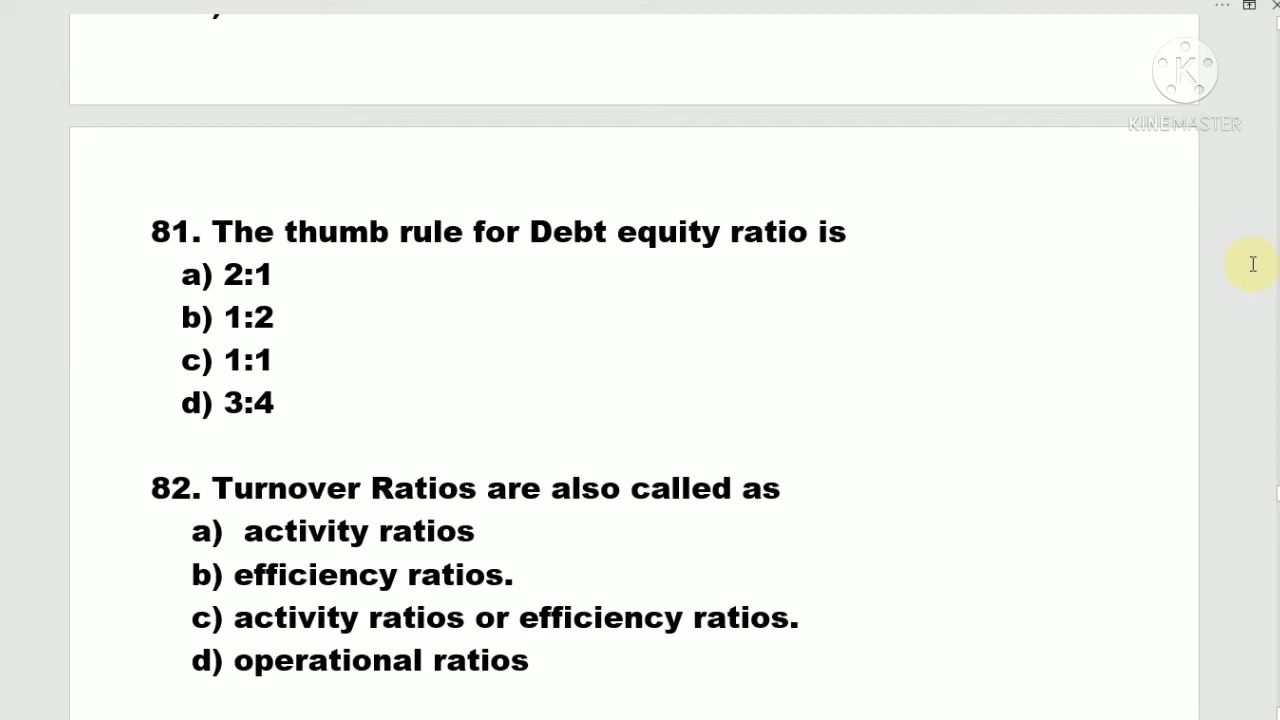 KINEMASTER
81. The thumb rule for Debt equity ratio is
a) 2:1
b) 1:2
c) 1:1
d) 3:4
82. Turnover Ratios are also called as
a) activity ratios
b) efficiency ratios.
c) activity ratios or efficiency ratios.
d) operational ratios